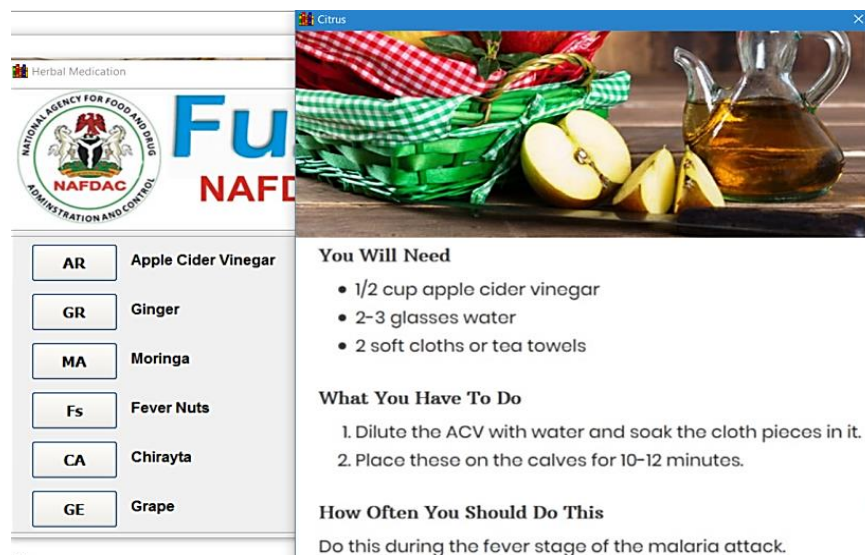 Herbal Medication
NATIONAL AGENCY FOR FOOD AND DRUG
ADMINISTRATION AND CONTROL
NAFDAC
AR Apple Cider Vinegar
GR Ginger
MA Moringa
Fs Fever Nuts
CA Chirayta
GE Grape
Citrus
You Will Need
• 1/2 cup apple cider vinegar
• 2-3 glasses water
• 2 soft cloths or tea towels
What You Have To Do
1. Dilute the ACV with water and soak the cloth pieces in it.
2. Place these on the calves for 10-12 minutes.
How Often You Should Do This
Do this during the fever stage of the malaria attack.